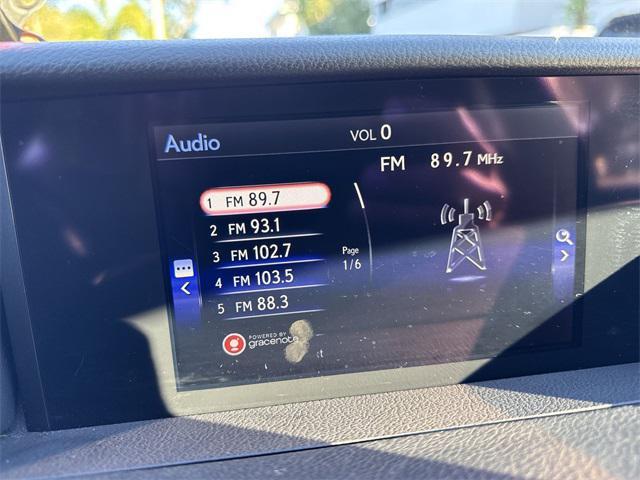 Audio
VOL 0
FM 89.7 MHz
1 FM 89.7
2 FM 93.1
3 FM 102.7
4 FM 103.5
5 FM 88.3
Page
1/6
POWERED BY
gracenote